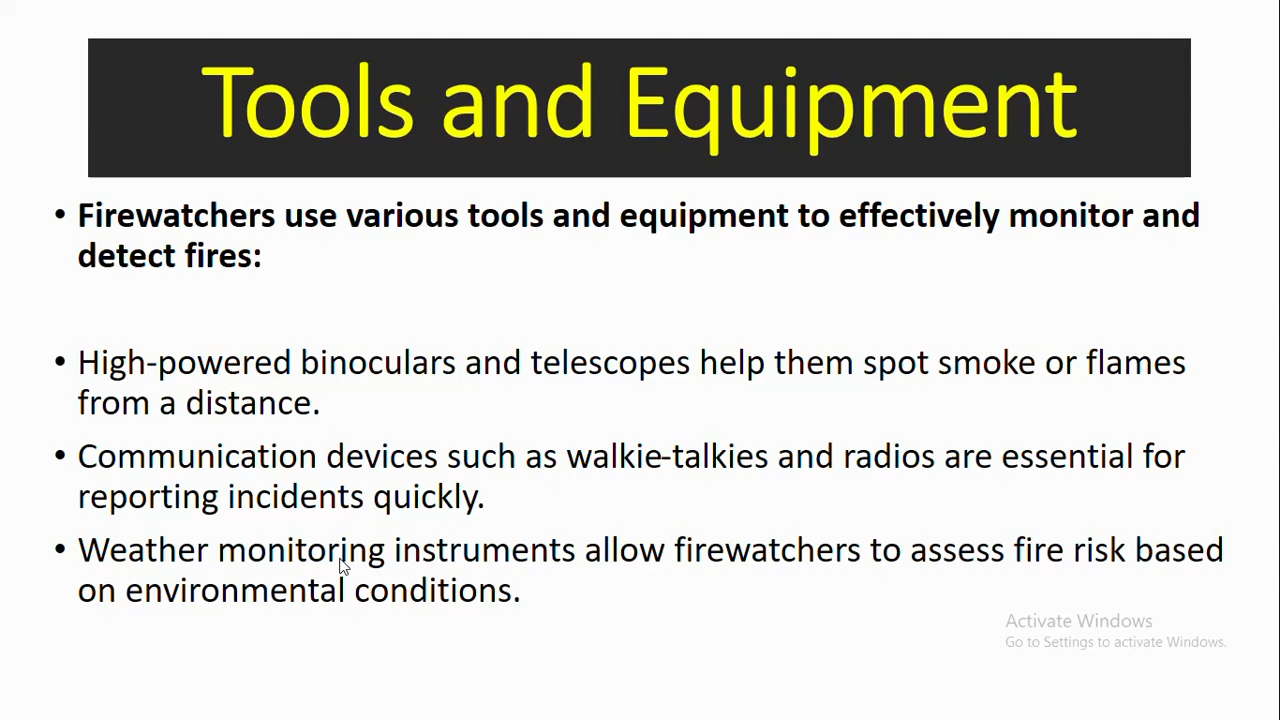 Tools and Equipment
• Firewatchers use various tools and equipment to effectively monitor and
detect fires:
• High-powered binoculars and telescopes help them spot smoke or flames
from a distance.
• Communication devices such as walkie-talkies and radios are essential for
reporting incidents quickly.
• Weather monitoring instruments allow firewatchers to assess fire risk based
on environmental conditions.
Activate Windows
Go to Settings to activate Windows.